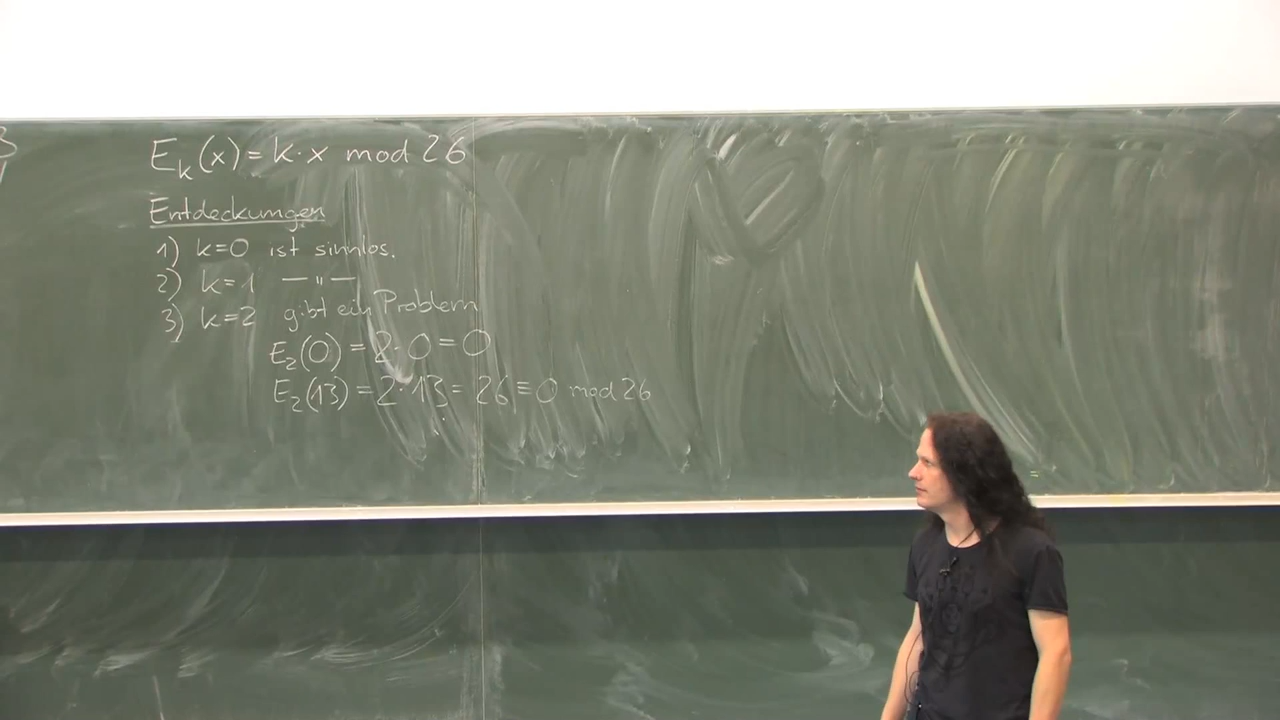 E_k(x) = k·x mod 26
Entdeckungen
1) k=0 ist sinnlos.
2) k=1 — " —
3) k=2 gibt ein Problem
E_2(0) = 2·0 = 0
E_2(13) = 2·13 = 26 ≡ 0 mod 26